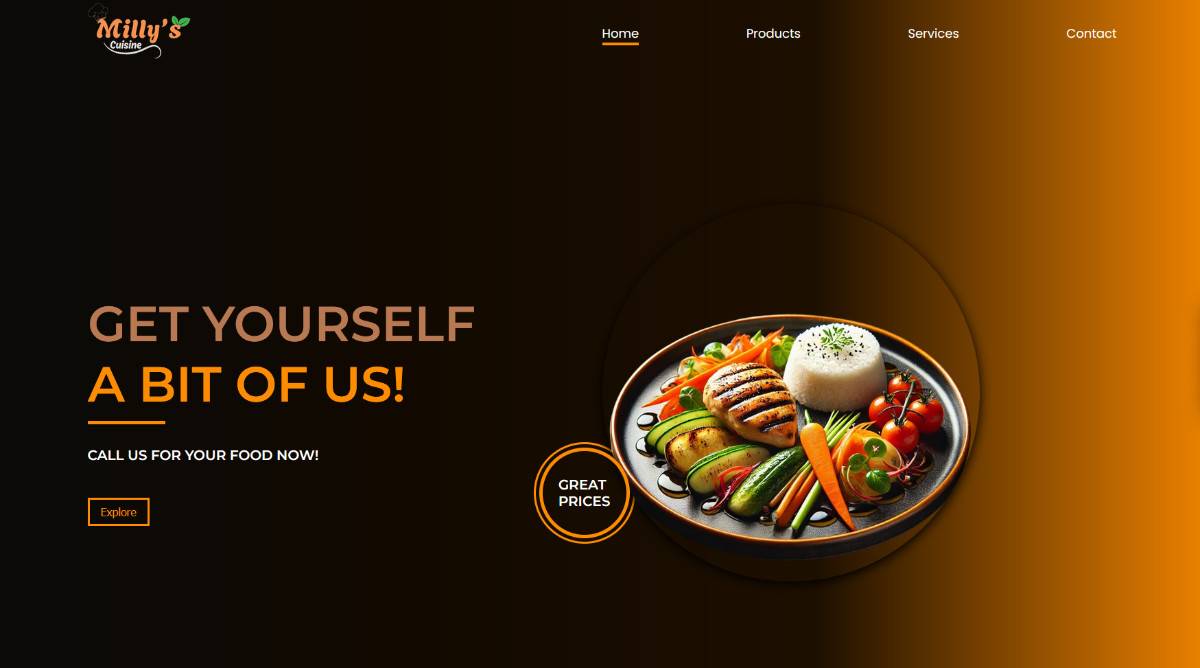 Milly's
Cuisine
Home
Products
Services
Contact
GET YOURSELF
A BIT OF US!
CALL US FOR YOUR FOOD NOW!
Explore
GREAT
PRICES